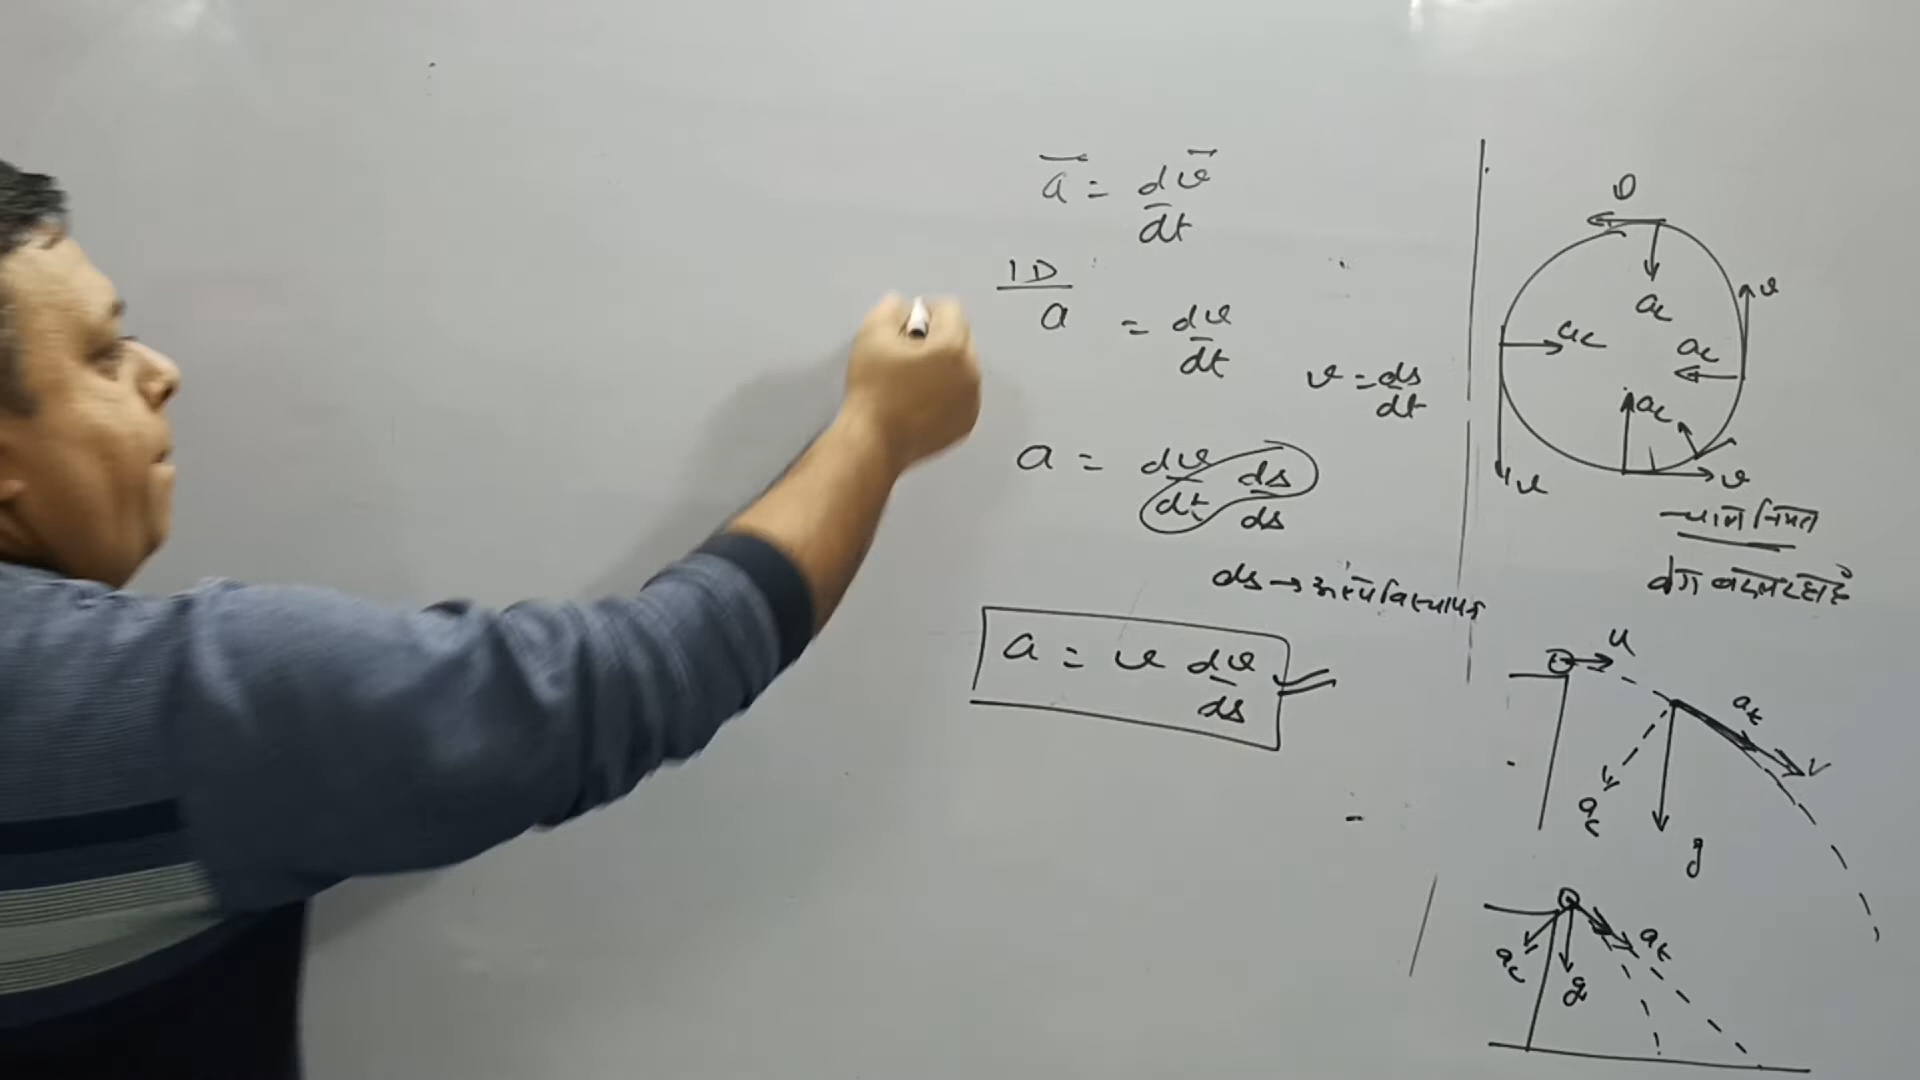 a⃗ = dv⃗/dt
1D
a = dv/dt
v = ds/dt
a = dv/dt ds/ds
ds → अल्प विस्थापन
a = v dv/ds
v
ac
v
ac
ac
ac
v
v
चाल नियत
वेग बदल रहा है
u
at
v
ac
g
at
ac
g